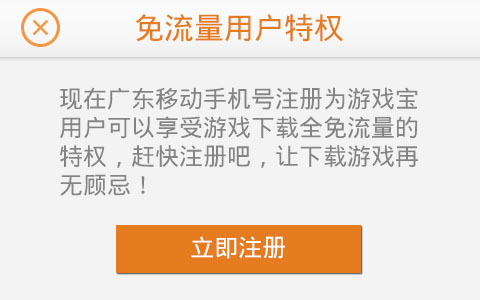 免流量用户特权
现在广东移动手机号注册为游戏宝
用户可以享受游戏下载全免流量的
特权，赶快注册吧，让下载游戏再
无顾忌！
立即注册